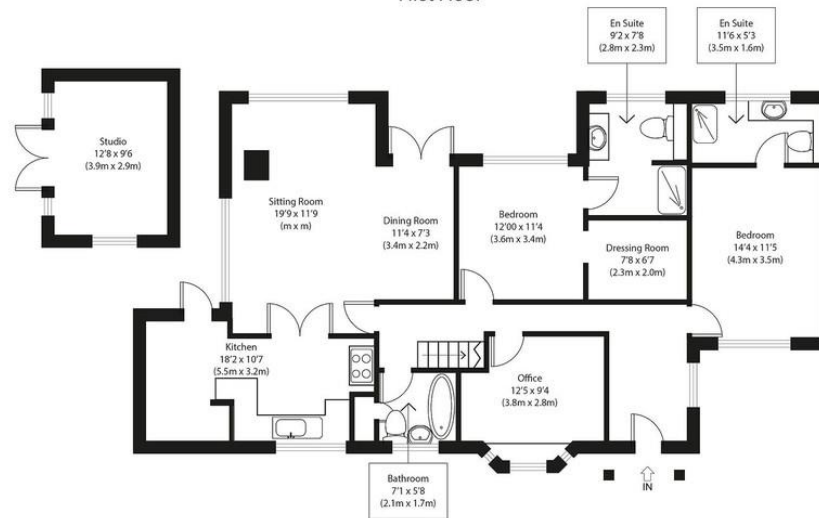 First Floor
En Suite
9'2 x 7'8
(2.8m x 2.3m)
En Suite
11'6 x 5'3
(3.5m x 1.6m)
Studio
12'8 x 9'6
(3.9m x 2.9m)
Sitting Room
19'9 x 11'9
(m x m)
Dining Room
11'4 x 7'3
(3.4m x 2.2m)
Bedroom
12'00 x 11'4
(3.6m x 3.4m)
Dressing Room
7'8 x 6'7
(2.3m x 2.0m)
Bedroom
14'4 x 11'5
(4.3m x 3.5m)
Kitchen
18'2 x 10'7
(5.5m x 3.2m)
Office
12'5 x 9'4
(3.8m x 2.8m)
Bathroom
7'1 x 5'8
(2.1m x 1.7m)
IN